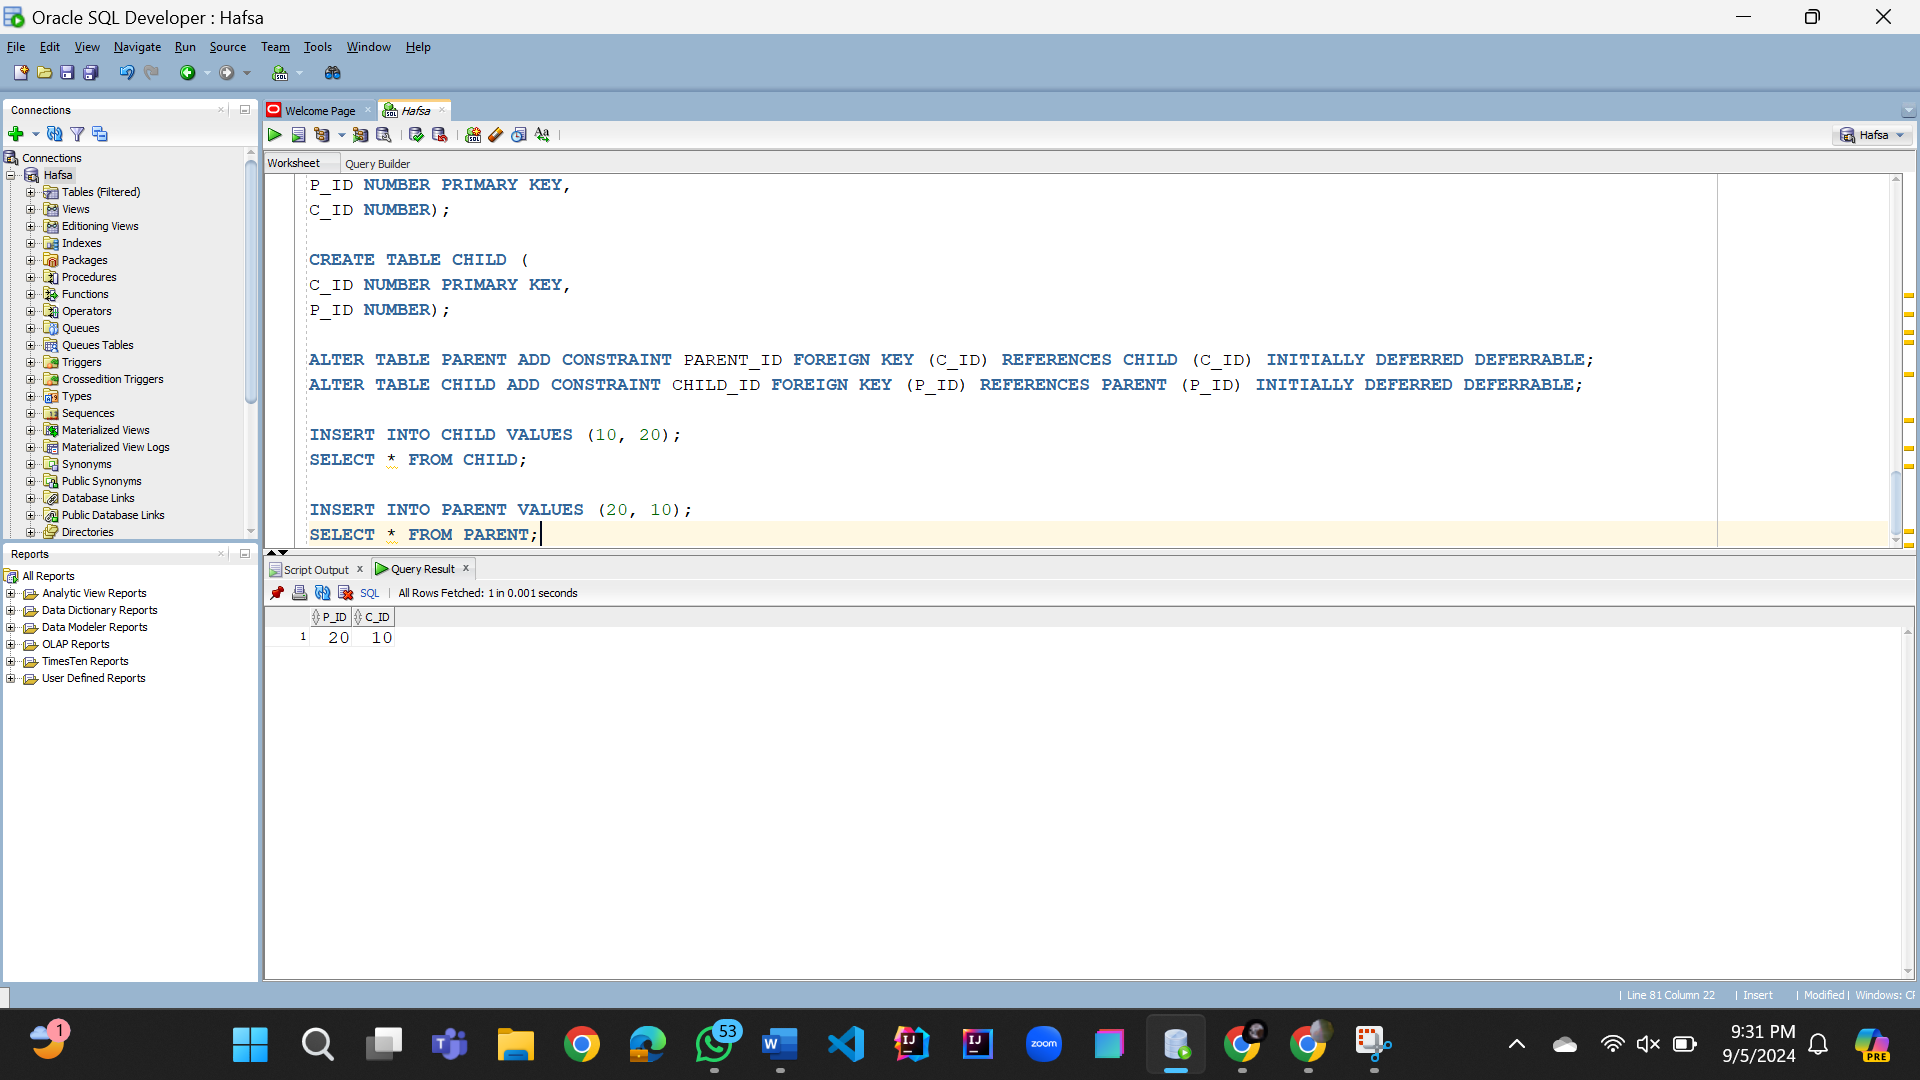 Oracle SQL Developer : Hafsa
File Edit View Navigate Run Source Team Tools Window Help
Connections
Welcome Page
Hafsa
Hafsa
Worksheet Query Builder
Connections
Hafsa
Tables (Filtered)
Views
Editioning Views
Indexes
Packages
Procedures
Functions
Operators
Queues
Queues Tables
Triggers
Crossedition Triggers
Types
Sequences
Materialized Views
Materialized View Logs
Synonyms
Public Synonyms
Database Links
Public Database Links
Directories
P_ID NUMBER PRIMARY KEY,
C_ID NUMBER);
CREATE TABLE CHILD (
C_ID NUMBER PRIMARY KEY,
P_ID NUMBER);
ALTER TABLE PARENT ADD CONSTRAINT PARENT_ID FOREIGN KEY (C_ID) REFERENCES CHILD (C_ID) INITIALLY DEFERRED DEFERRABLE;
ALTER TABLE CHILD ADD CONSTRAINT CHILD_ID FOREIGN KEY (P_ID) REFERENCES PARENT (P_ID) INITIALLY DEFERRED DEFERRABLE;
INSERT INTO CHILD VALUES (10, 20);
SELECT * FROM CHILD;
INSERT INTO PARENT VALUES (20, 10);
SELECT * FROM PARENT;
Reports
All Reports
Analytic View Reports
Data Dictionary Reports
Data Modeler Reports
OLAP Reports
TimesTen Reports
User Defined Reports
Script Output Query Result
SQL All Rows Fetched: 1 in 0.001 seconds
P_ID C_ID
1 20 10
Line 81 Column 22 Insert Modified Windows: CF
1
53
zoom
9:31 PM
9/5/2024
PRE